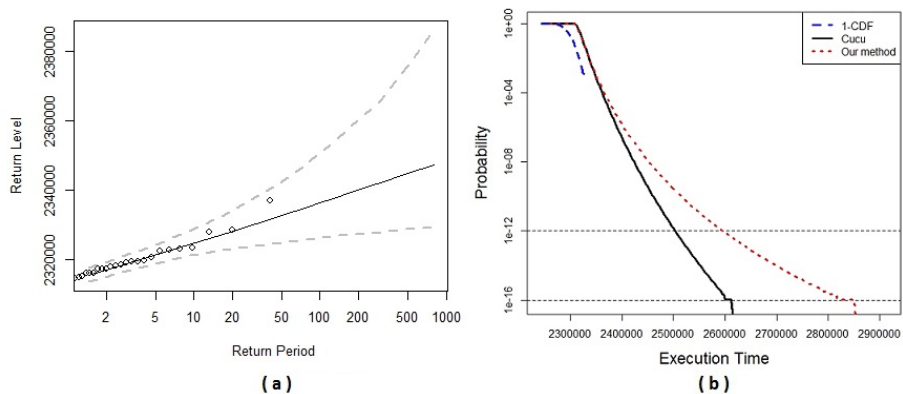 2380000
2360000
2340000
2320000
Return Level
2
5
10
20
50
100
200
500
1000
Return Period
( a )
1e+00
1e-04
1e-08
1e-12
1e-16
Probability
1-CDF
Cucu
Our method
2300000
2400000
2500000
2600000
2700000
2800000
2900000
Execution Time
( b )